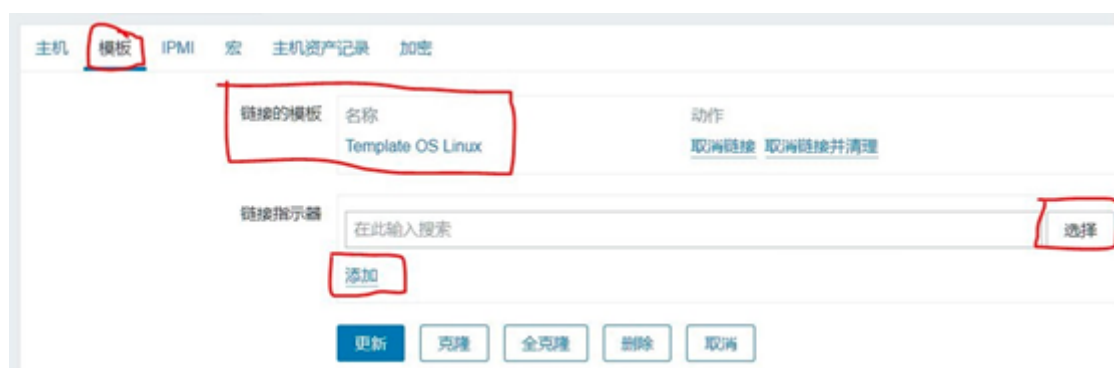 主机 模板 IPMI 宏 主机资产记录 加密
链接的模板 名称 动作
Template OS Linux 取消链接 取消链接并清理
链接指示器 在此输入搜索 选择
添加
更新 克隆 全克隆 删除 取消